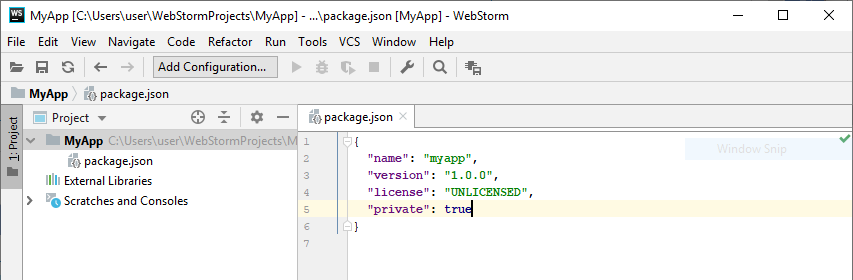 WS MyApp [C:\Users\user\WebStormProjects\MyApp] - ...\package.json [MyApp] - WebStorm
File Edit View Navigate Code Refactor Run Tools VCS Window Help
Add Configuration...
MyApp package.json
1: Project
Project
MyApp C:\Users\user\WebStormProjects\M
package.json
External Libraries
Scratches and Consoles
package.json
Window Snip
1 {
2 "name": "myapp",
3 "version": "1.0.0",
4 "license": "UNLICENSED",
5 "private": true
6 }
7